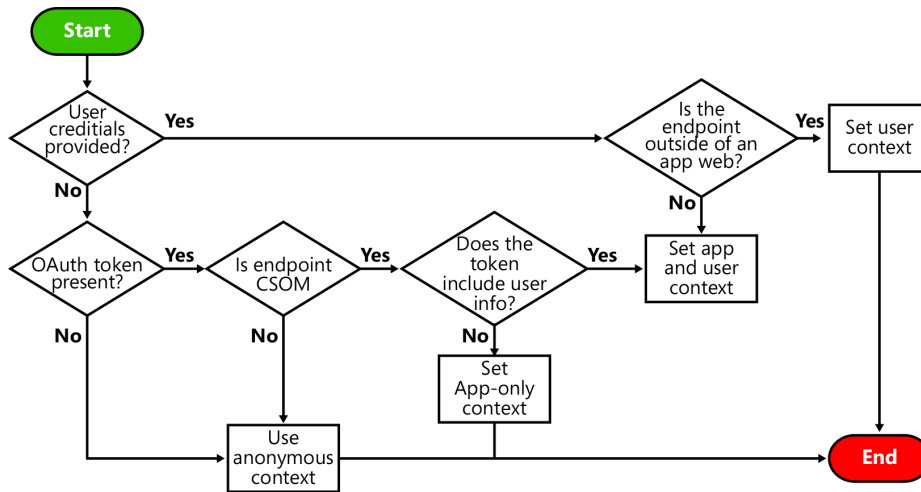 Start
User
creditials
provided?
Yes
No
Is the
endpoint
outside of an
app web?
Yes
No
Set user
context
OAuth token
present?
Yes
No
Is endpoint
CSOM
Yes
No
Does the
token
include user
info?
Yes
No
Set app
and user
context
Set
App-only
context
Use
anonymous
context
End